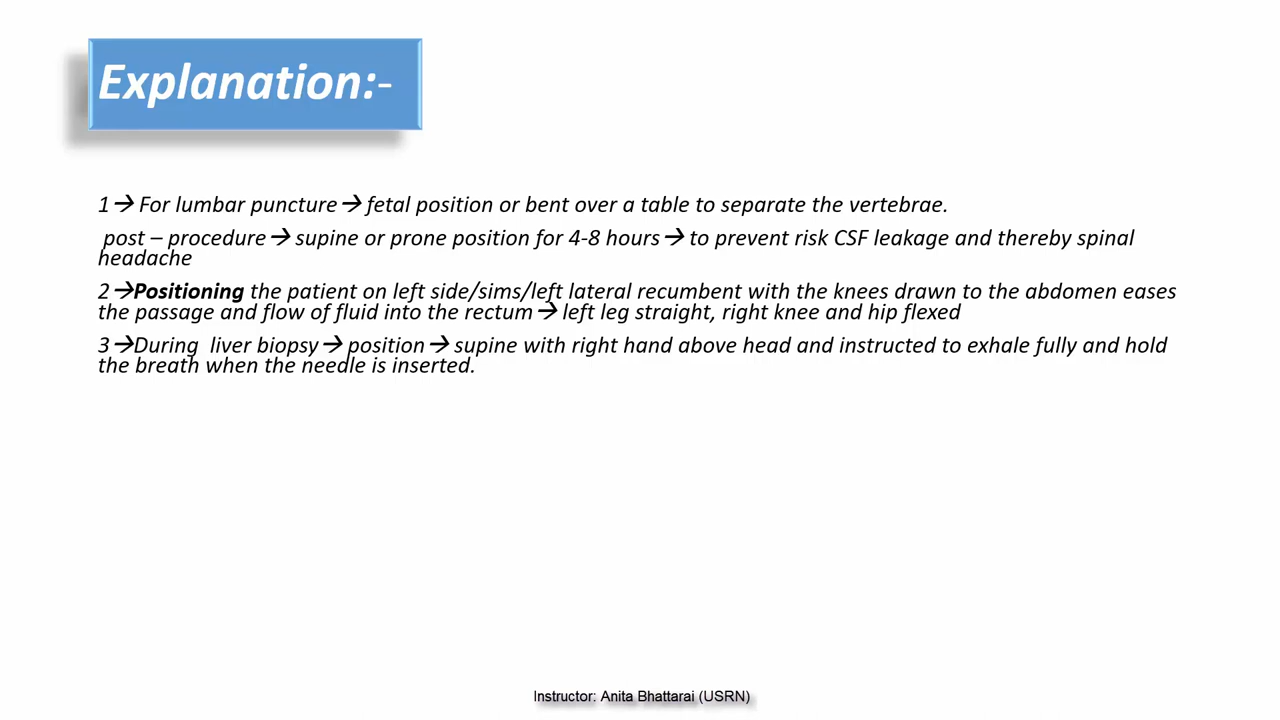 Explanation:-
1→ For lumbar puncture→ fetal position or bent over a table to separate the vertebrae.
post – procedure→ supine or prone position for 4-8 hours→ to prevent risk CSF leakage and thereby spinal
headache
2→Positioning the patient on left side/sims/left lateral recumbent with the knees drawn to the abdomen eases
the passage and flow of fluid into the rectum→ left leg straight, right knee and hip flexed
3→During  liver biopsy→ position→ supine with right hand above head and instructed to exhale fully and hold
the breath when the needle is inserted.
Instructor: Anita Bhattarai (USRN)